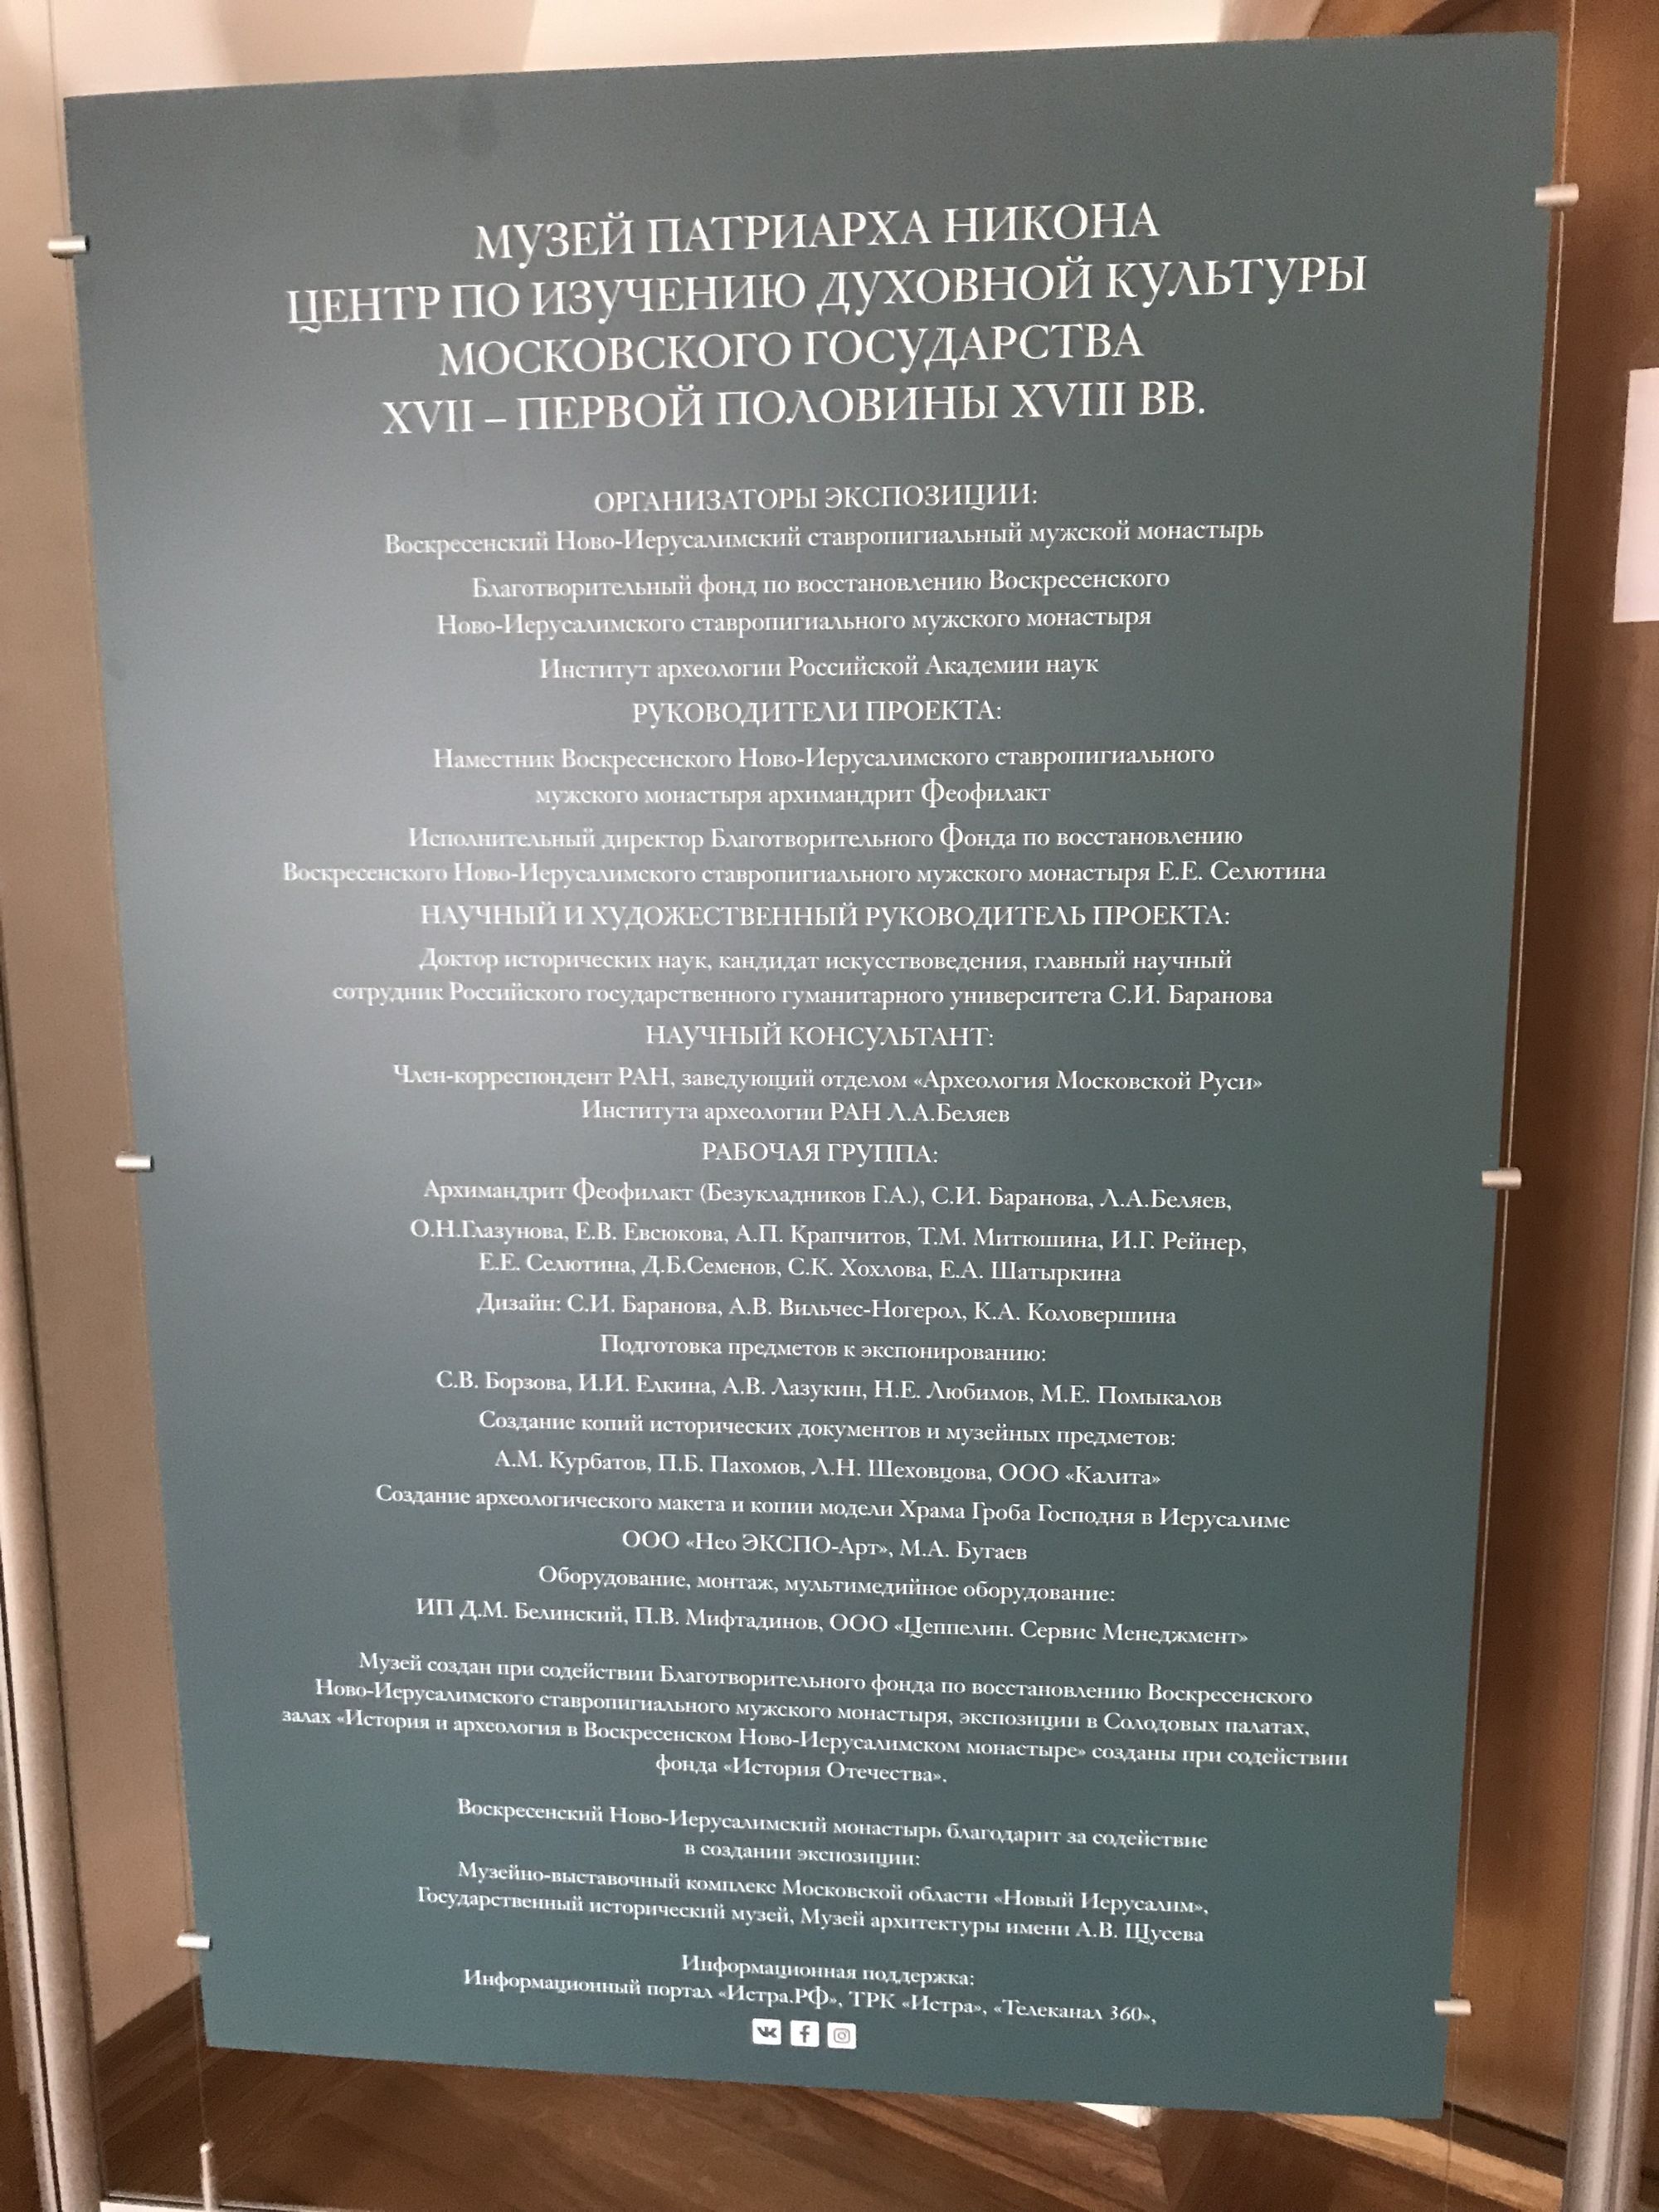 МУЗЕЙ ПАТРИАРХА НИКОНА
ЦЕНТР ПО ИЗУЧЕНИЮ ДУХОВНОЙ КУЛЬТУРЫ
МОСКОВСКОГО ГОСУДАРСТВА
XVII – ПЕРВОЙ ПОЛОВИНЫ XVIII ВВ.
ОРГАНИЗАТОРЫ ЭКСПОЗИЦИИ:
Воскресенский Ново-Иерусалимский ставропигиальный мужской монастырь
Благотворительный фонд по восстановлению Воскресенского
Ново-Иерусалимского ставропигиального мужского монастыря
Институт археологии Российской Академии наук
РУКОВОДИТЕЛИ ПРОЕКТА:
Наместник Воскресенского Ново-Иерусалимского ставропигиального
мужского монастыря архимандрит Феофилакт
Исполнительный директор Благотворительного Фонда по восстановлению
Воскресенского Ново-Иерусалимского ставропигиального мужского монастыря Е.Е. Селютина
НАУЧНЫЙ И ХУДОЖЕСТВЕННЫЙ РУКОВОДИТЕЛЬ ПРОЕКТА:
Доктор исторических наук, кандидат искусствоведения, главный научный
сотрудник Российского государственного гуманитарного университета С.И. Баранова
НАУЧНЫЙ КОНСУЛЬТАНТ:
Член-корреспондент РАН, заведующий отделом «Археология Московской Руси»
Института археологии РАН Л.А.Беляев
РАБОЧАЯ ГРУППА:
Архимандрит Феофилакт (Безукладников Г.А.), С.И. Баранова, Л.А.Беляев,
О.Н.Глазунова, Е.В. Евсюкова, А.П. Крапчитов, Т.М. Митюшина, И.Г. Рейнер,
Е.Е. Селютина, Д.Б.Семенов, С.К. Хохлова, Е.А. Шатыркина
Дизайн: С.И. Баранова, А.В. Вильчес-Ногерол, К.А. Коловершина
Подготовка предметов к экспонированию:
С.В. Борзова, И.И. Елкина, А.В. Лазукин, Н.Е. Любимов, М.Е. Помыкалов
Создание копий исторических документов и музейных предметов:
А.М. Курбатов, П.Б. Пахомов, Л.Н. Шеховцова, ООО «Калита»
Создание археологического макета и копии модели Храма Гроба Господня в Иерусалиме
ООО «Нео ЭКСПО-Арт», М.А. Бугаев
Оборудование, монтаж, мультимедийное оборудование:
ИП Д.М. Белинский, П.В. Мифтадинов, ООО «Цеппелин. Сервис Менеджмент»
Музей создан при содействии Благотворительного фонда по восстановлению Воскресенского
Ново-Иерусалимского ставропигиального мужского монастыря, экспозиции в Солодовых палатах,
залах «История и археология в Воскресенском Ново-Иерусалимском монастыре» созданы при содействии
фонда «История Отечества».
Воскресенский Ново-Иерусалимский монастырь благодарит за содействие
в создании экспозиции:
Музейно-выставочный комплекс Московской области «Новый Иерусалим»,
Государственный исторический музей, Музей архитектуры имени А.В. Щусева
Информационная поддержка:
Информационный портал «Истра.РФ», ТРК «Истра», «Телеканал 360»,